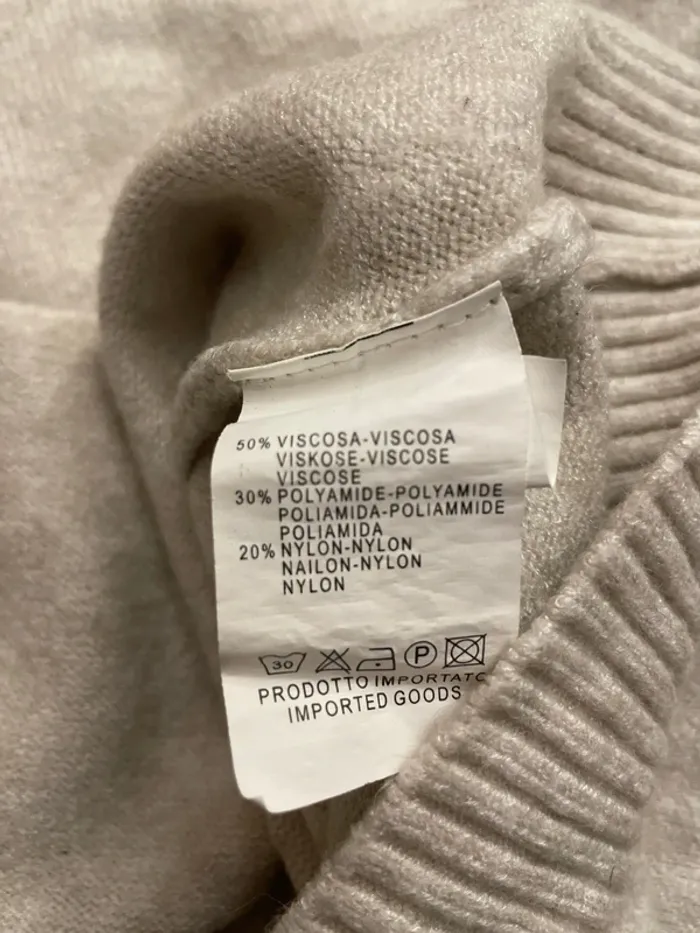 50% VISCOSA-VISCOSA
VISKOSE-VISCOSE
VISCOSE
30% POLYAMIDE-POLYAMIDE
POLIAMIDA-POLIAMMIDE
POLIAMIDA
20% NYLON-NYLON
NAILON-NYLON
NYLON
30 P
PRODOTTO IMPORTATO
IMPORTED GOODS